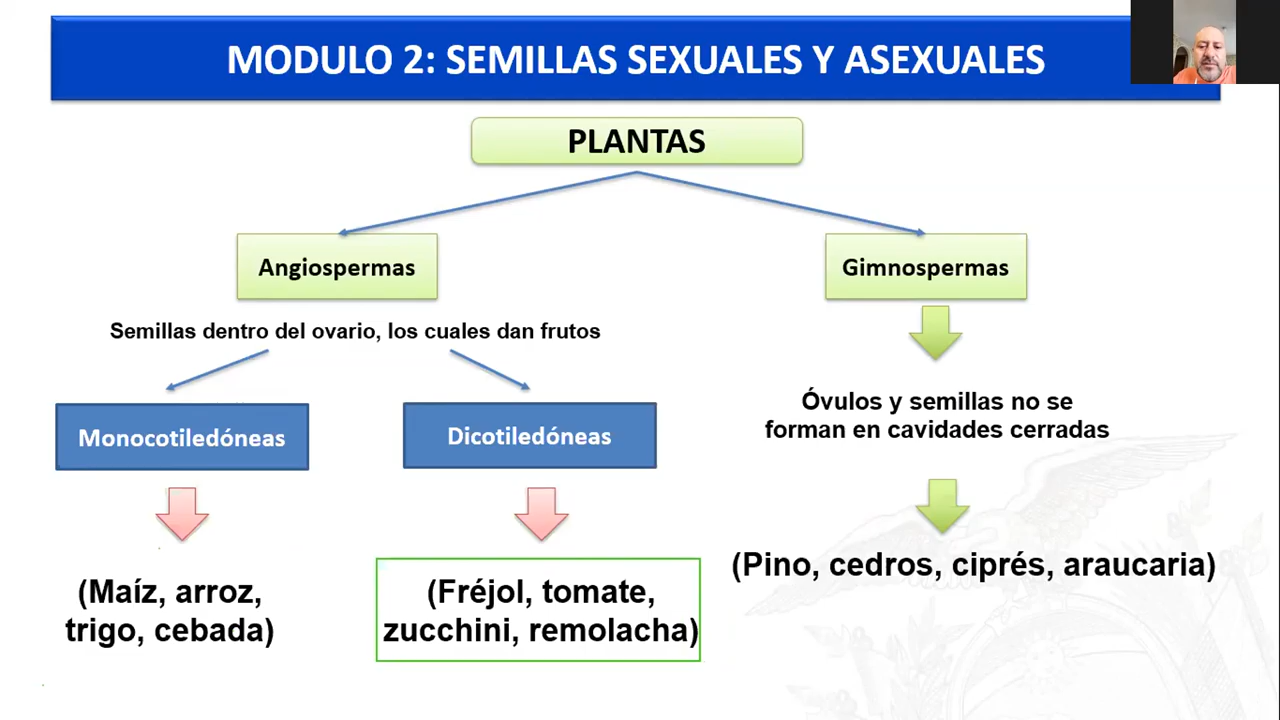 MODULO 2: SEMILLAS SEXUALES Y ASEXUALES
PLANTAS
Angiospermas
Gimnospermas
Semillas dentro del ovario, los cuales dan frutos
Monocotiledóneas
Dicotiledóneas
Óvulos y semillas no se
forman en cavidades cerradas
(Maíz, arroz,
trigo, cebada)
(Fréjol, tomate,
zucchini, remolacha)
(Pino, cedros, ciprés, araucaria)